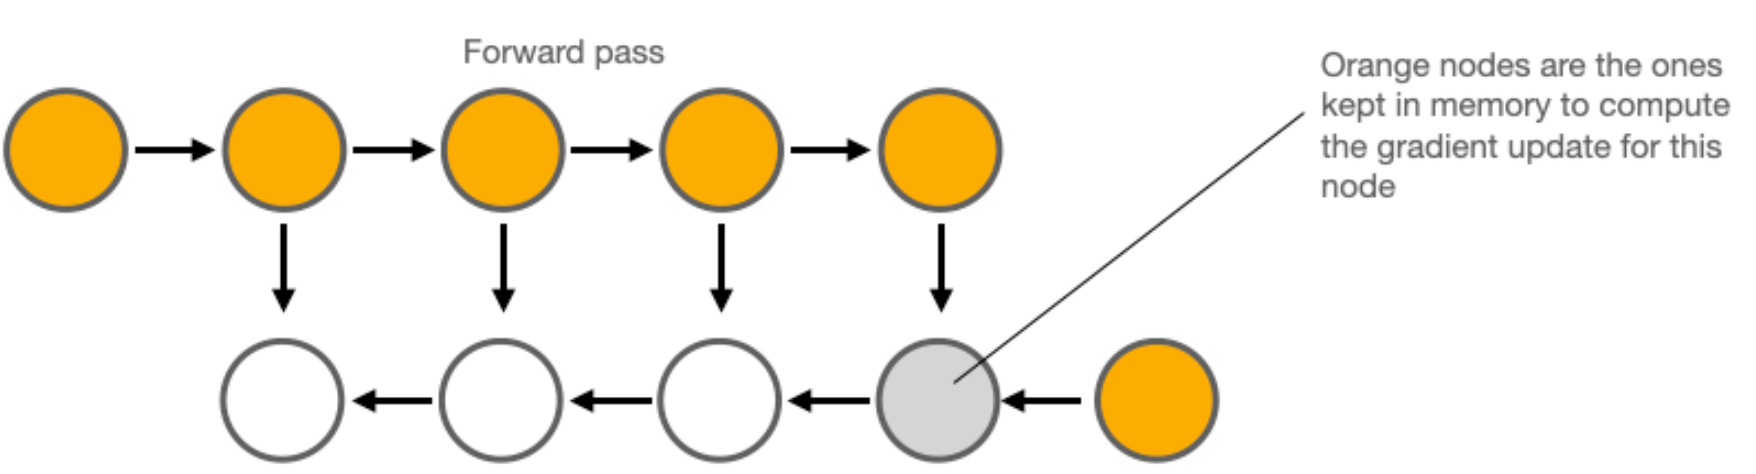 Forward pass
Orange nodes are the ones
kept in memory to compute
the gradient update for this
node